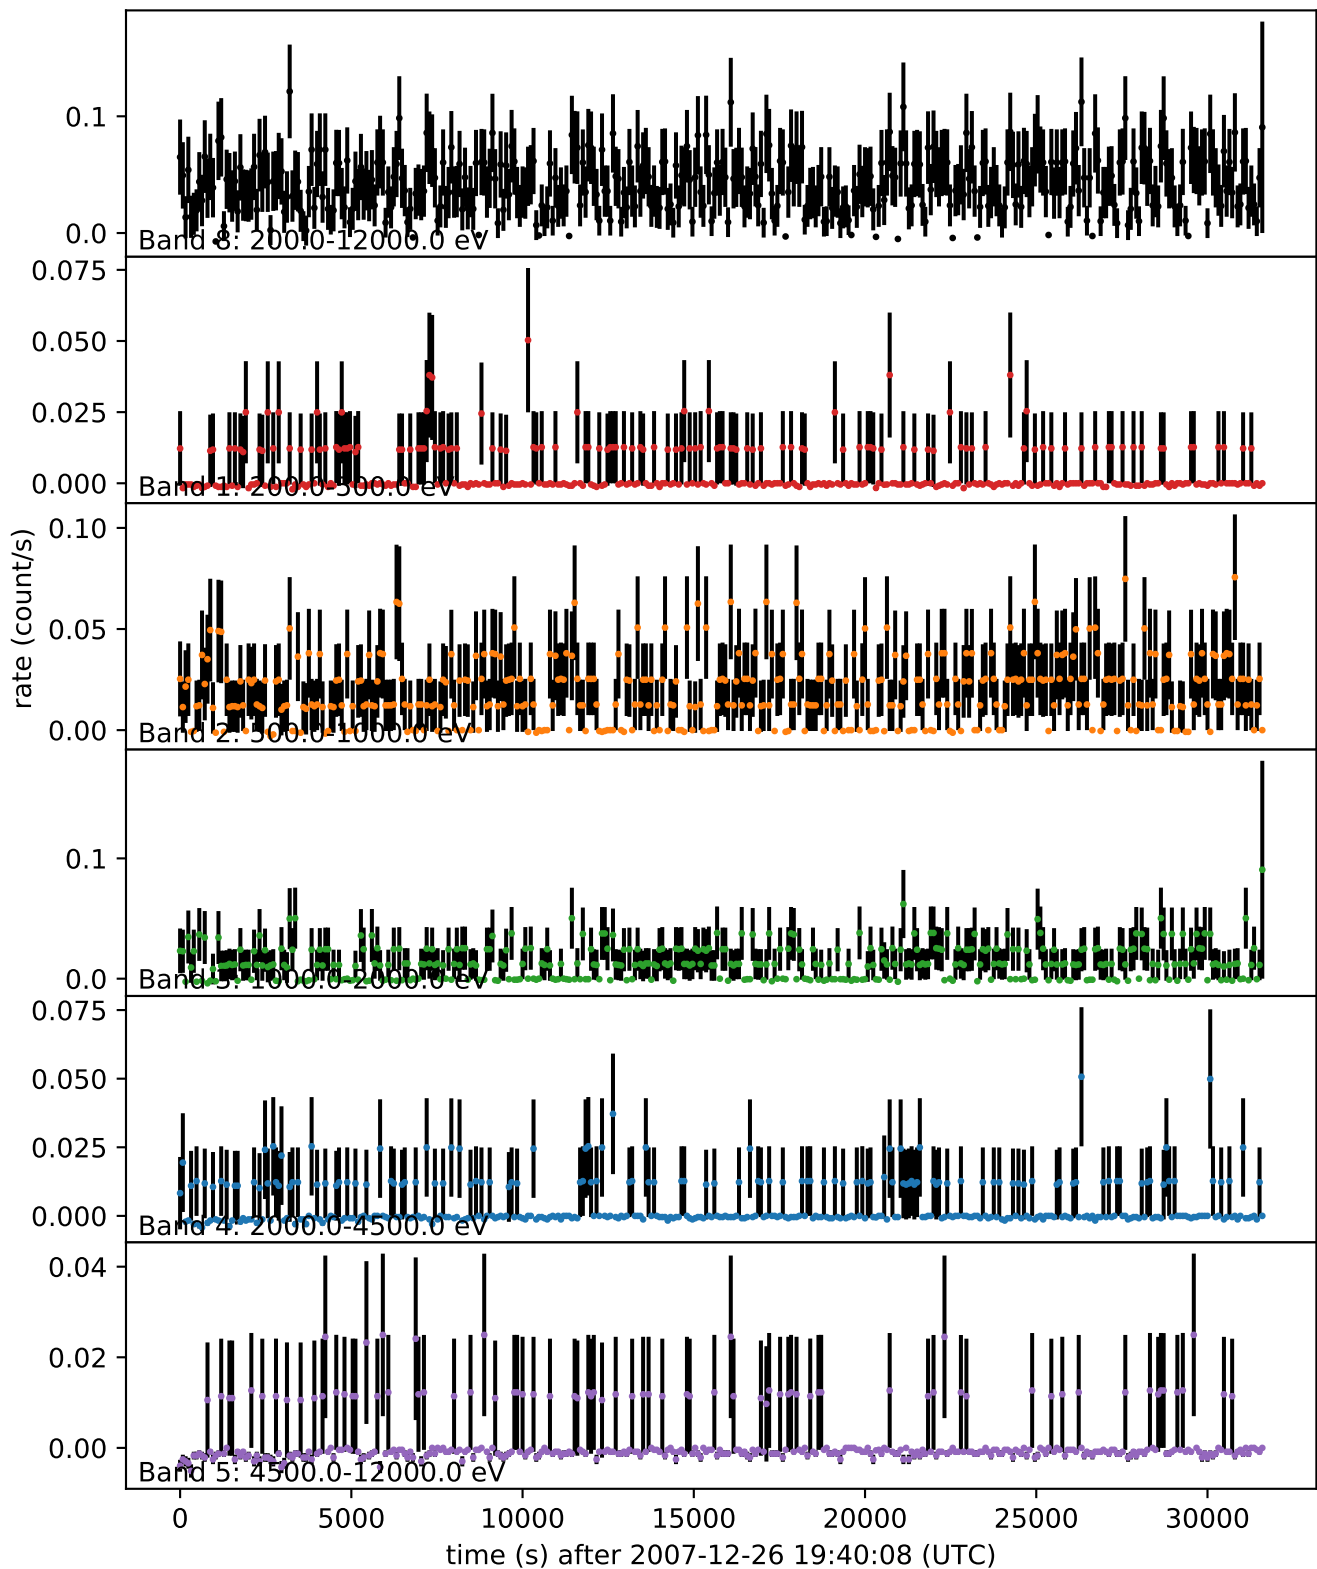 0.1
0.0
Band 8: 200.0-12000.0 eV
0.075
0.050
0.025
0.000
Band 1: 200.0-500.0 eV
rate (count/s)
0.10
0.05
0.00
Band 2: 500.0-1000.0 eV
0.1
0.0
Band 3: 1000.0-2000.0 eV
0.075
0.050
0.025
0.000
Band 4: 2000.0-4500.0 eV
0.04
0.02
0.00
Band 5: 4500.0-12000.0 eV
0 5000 10000 15000 20000 25000 30000
time (s) after 2007-12-26 19:40:08 (UTC)